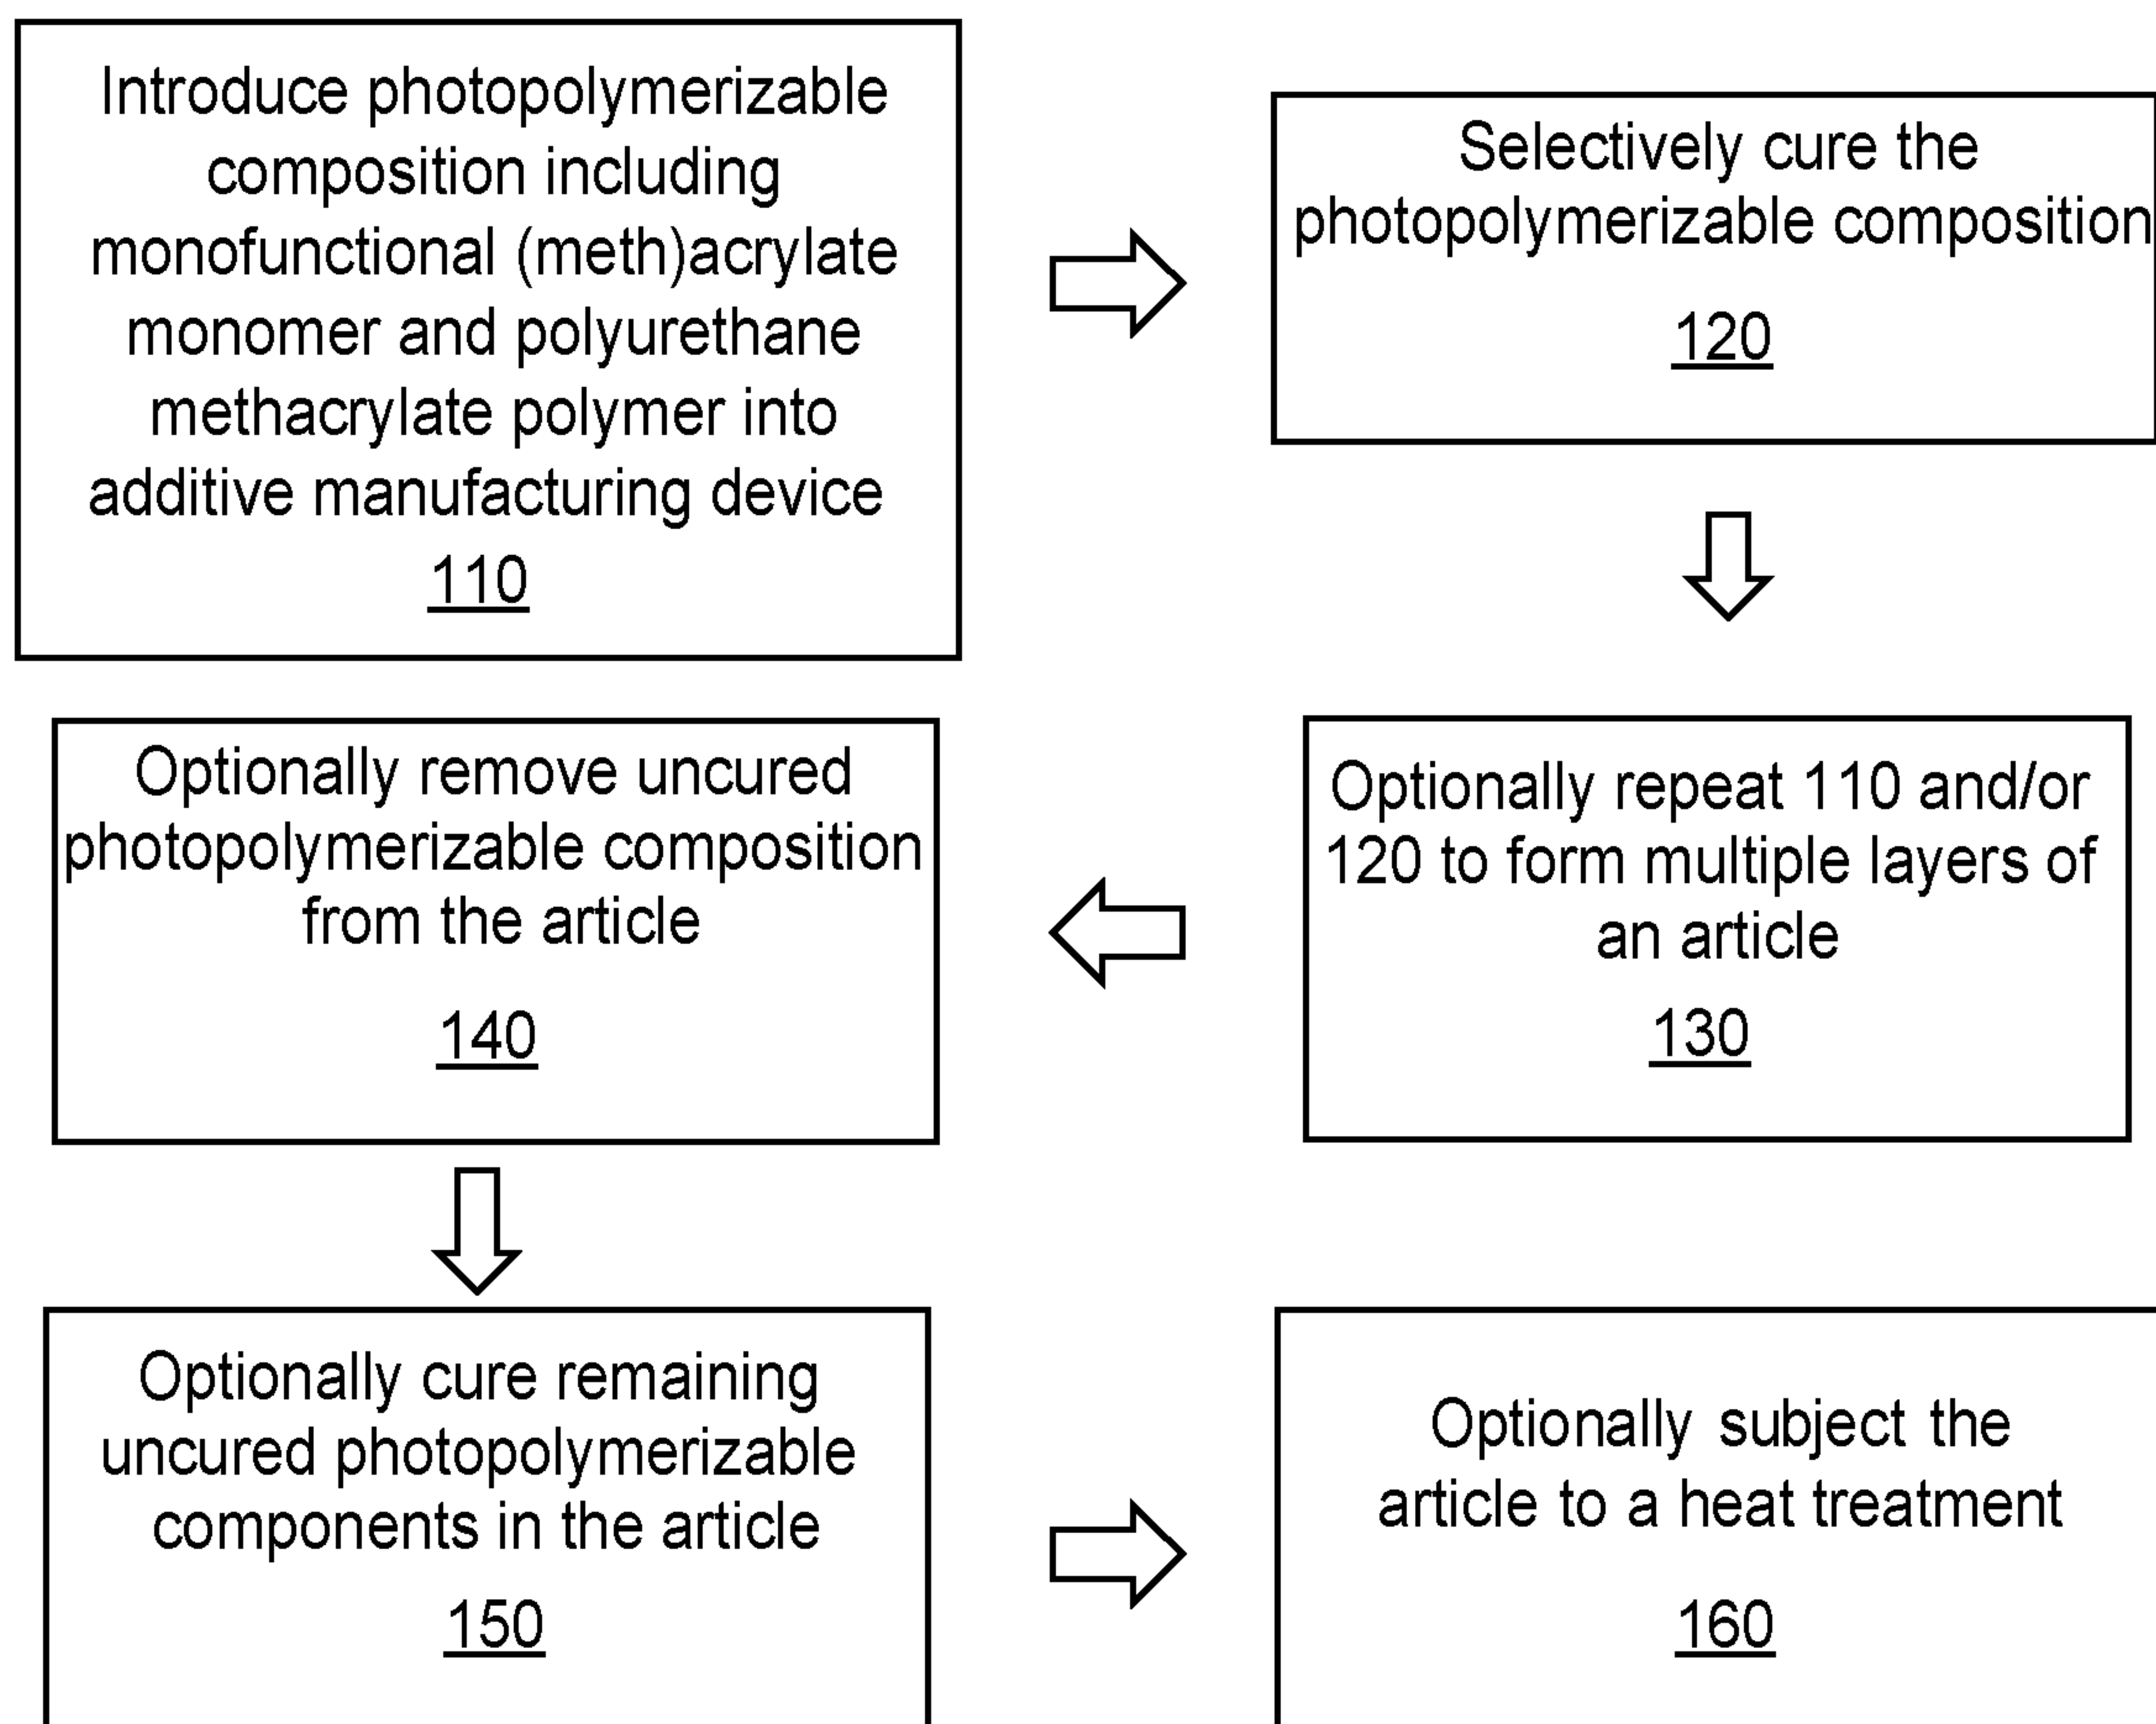 Introduce photopolymerizable
composition including
monofunctional (meth)acrylate
monomer and polyurethane
methacrylate polymer into
additive manufacturing device
110
Selectively cure the
photopolymerizable composition
120
Optionally repeat 110 and/or
120 to form multiple layers of
an article
130
Optionally remove uncured
photopolymerizable composition
from the article
140
Optionally cure remaining
uncured photopolymerizable
components in the article
150
Optionally subject the
article to a heat treatment
160